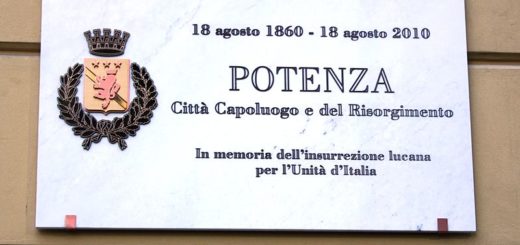 18 agosto 1860 - 18 agosto 2010
POTENZA
Città Capoluogo e del Risorgimento
In memoria dell'insurrezione lucana
per l'Unità d'Italia